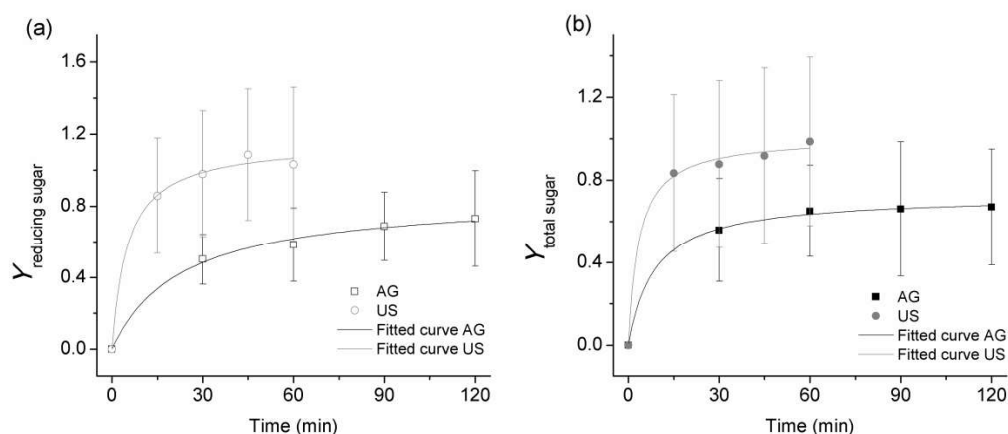 (a)
1.6
1.2
0.8
0.4
0.0
Y reducing sugar
AG
US
Fitted curve AG
Fitted curve US
0 30 60 90 120
Time (min)
(b)
1.2
0.8
0.4
0.0
Y total sugar
AG
US
Fitted curve AG
Fitted curve US
0 30 60 90 120
Time (min)